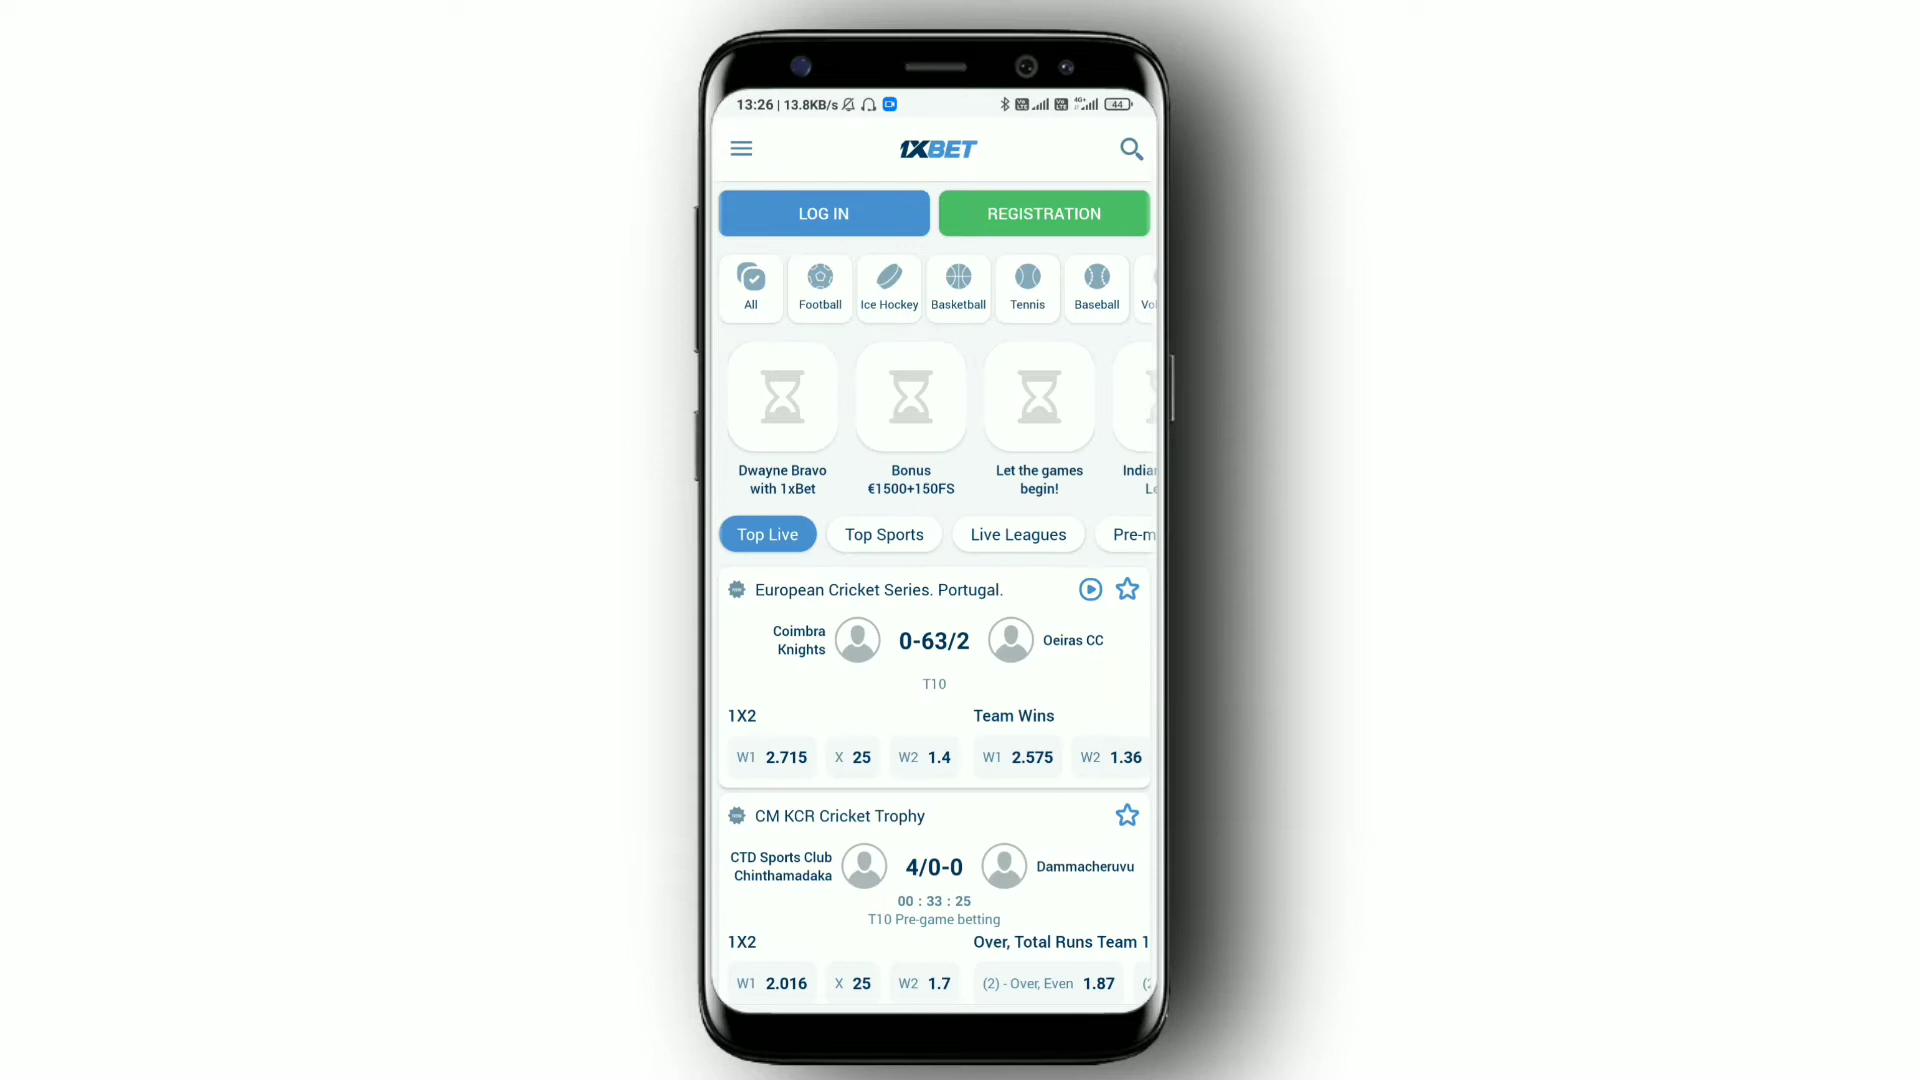 13:26 | 13.8KB/s
44
1XBET
LOG IN
REGISTRATION
All
Football
Ice Hockey
Basketball
Tennis
Baseball
Vol
Dwayne Bravo
with 1xBet
Bonus
€1500+150FS
Let the games
begin!
Indian
Le
Top Live
Top Sports
Live Leagues
Pre-m
European Cricket Series. Portugal.
Coimbra
Knights
0-63/2
Oeiras CC
T10
1X2
Team Wins
W1 2.715
X 25
W2 1.4
W1 2.575
W2 1.36
CM KCR Cricket Trophy
CTD Sports Club
Chinthamadaka
4/0-0
Dammacheruvu
00 : 33 : 25
T10 Pre-game betting
1X2
Over, Total Runs Team 1
W1 2.016
X 25
W2 1.7
(2) - Over, Even 1.87
(2